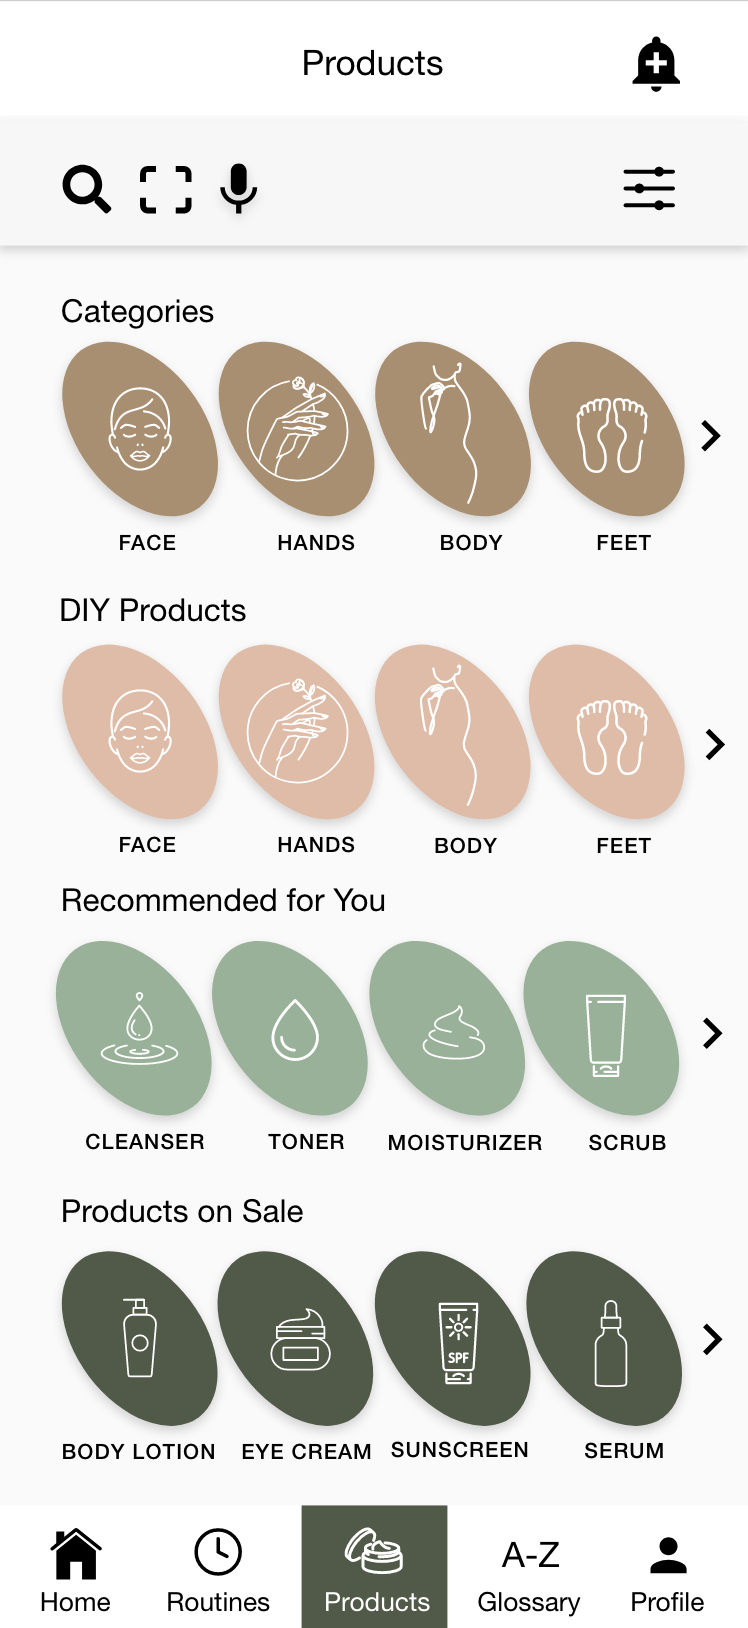 Products
Categories
FACE HANDS BODY FEET
DIY Products
FACE HANDS BODY FEET
Recommended for You
CLEANSER TONER MOISTURIZER SCRUB
Products on Sale
SPF
BODY LOTION EYE CREAM SUNSCREEN SERUM
A-Z
Home Routines Products Glossary Profile